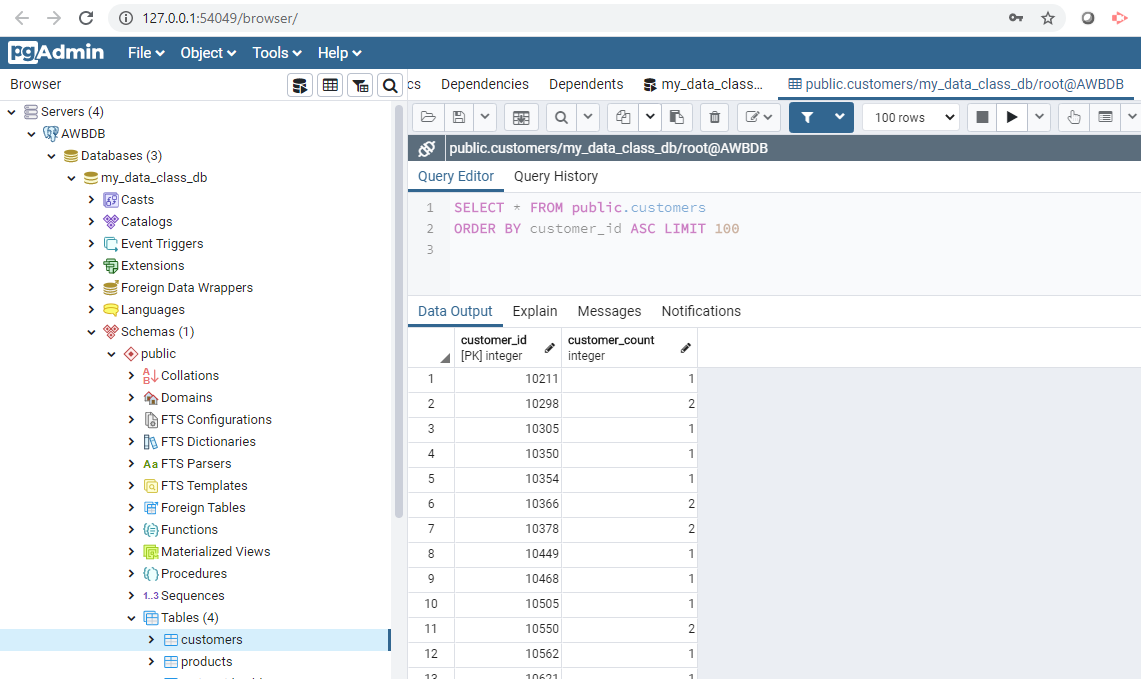 127.0.0.1:54049/browser/
pgAdmin File Object Tools Help
Browser
cs Dependencies Dependents my_data_class... public.customers/my_data_class_db/root@AWBDB
Servers (4)
AWBDB
Databases (3)
my_data_class_db
Casts
Catalogs
Event Triggers
Extensions
Foreign Data Wrappers
Languages
Schemas (1)
public
Collations
Domains
FTS Configurations
FTS Dictionaries
Aa FTS Parsers
FTS Templates
Foreign Tables
Functions
Materialized Views
Procedures
1..3 Sequences
Tables (4)
customers
products
100 rows
public.customers/my_data_class_db/root@AWBDB
Query Editor Query History
1 SELECT * FROM public.customers
2 ORDER BY customer_id ASC LIMIT 100
3
Data Output Explain Messages Notifications
customer_id customer_count
[PK] integer integer
1 10211 1
2 10298 2
3 10305 1
4 10350 1
5 10354 1
6 10366 2
7 10378 2
8 10449 1
9 10468 1
10 10505 1
11 10550 2
12 10562 1
13 10621 1